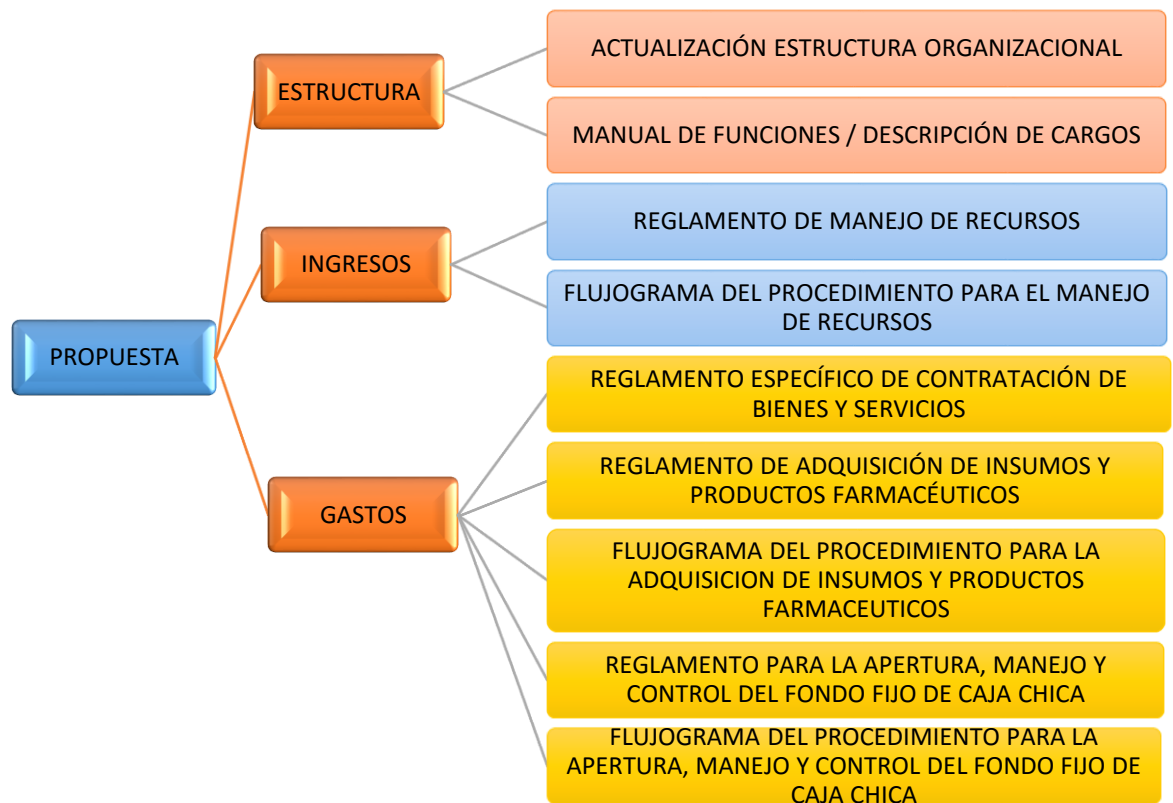 PROPUESTA
ESTRUCTURA
ACTUALIZACIÓN ESTRUCTURA ORGANIZACIONAL
MANUAL DE FUNCIONES / DESCRIPCIÓN DE CARGOS
INGRESOS
REGLAMENTO DE MANEJO DE RECURSOS
FLUJOGRAMA DEL PROCEDIMIENTO PARA EL MANEJO
DE RECURSOS
GASTOS
REGLAMENTO ESPECÍFICO DE CONTRATACIÓN DE
BIENES Y SERVICIOS
REGLAMENTO DE ADQUISICIÓN DE INSUMOS Y
PRODUCTOS FARMACÉUTICOS
FLUJOGRAMA DEL PROCEDIMIENTO PARA LA
ADQUISICION DE INSUMOS Y PRODUCTOS
FARMACEUTICOS
REGLAMENTO PARA LA APERTURA, MANEJO Y
CONTROL DEL FONDO FIJO DE CAJA CHICA
FLUJOGRAMA DEL PROCEDIMIENTO PARA LA
APERTURA, MANEJO Y CONTROL DEL FONDO FIJO DE
CAJA CHICA